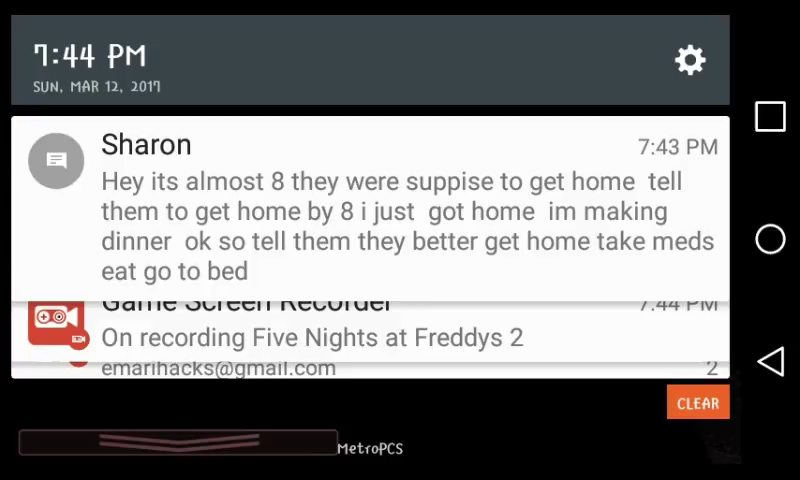 7:44 PM
SUN, MAR 12, 2017
Sharon 7:43 PM
Hey its almost 8 they were suppise to get home  tell
them to get home by 8 i just  got home  im making
dinner  ok so tell them they better get home take meds
eat go to bed
Game Screen Recorder 7:44 PM
On recording Five Nights at Freddys 2
emarihacks@gmail.com 2
CLEAR
MetroPCS